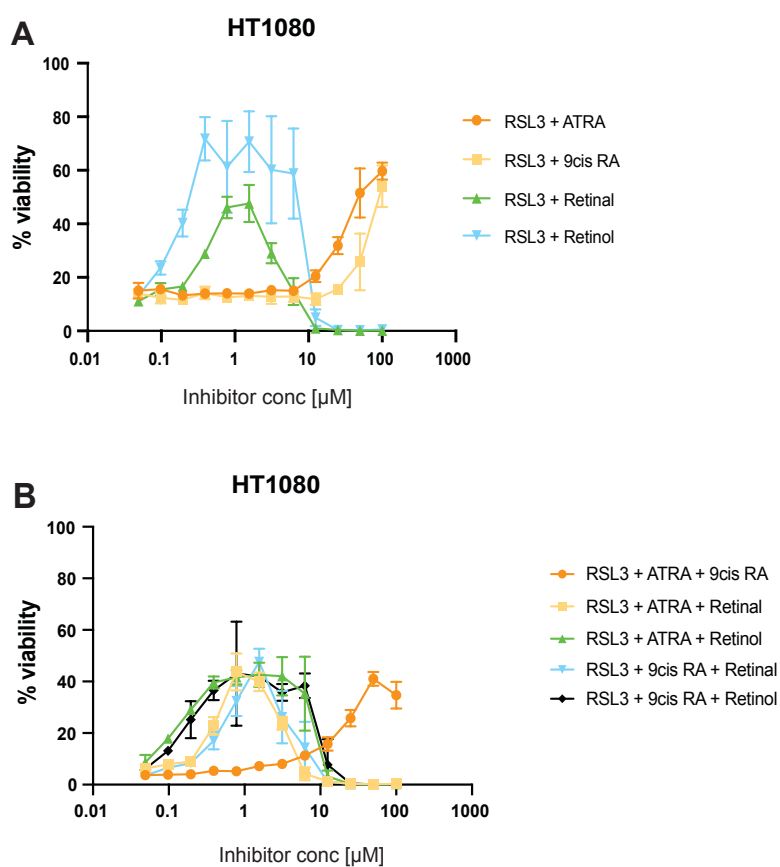 A
HT1080
100
80
60
40
20
0
% viability
0.01
0.1
1
10
100
1000
Inhibitor conc [µM]
RSL3 + ATRA
RSL3 + 9cis RA
RSL3 + Retinal
RSL3 + Retinol
B
HT1080
100
80
60
40
20
0
% viability
0.01
0.1
1
10
100
1000
Inhibitor conc [µM]
RSL3 + ATRA + 9cis RA
RSL3 + ATRA + Retinal
RSL3 + ATRA + Retinol
RSL3 + 9cis RA + Retinal
RSL3 + 9cis RA + Retinol